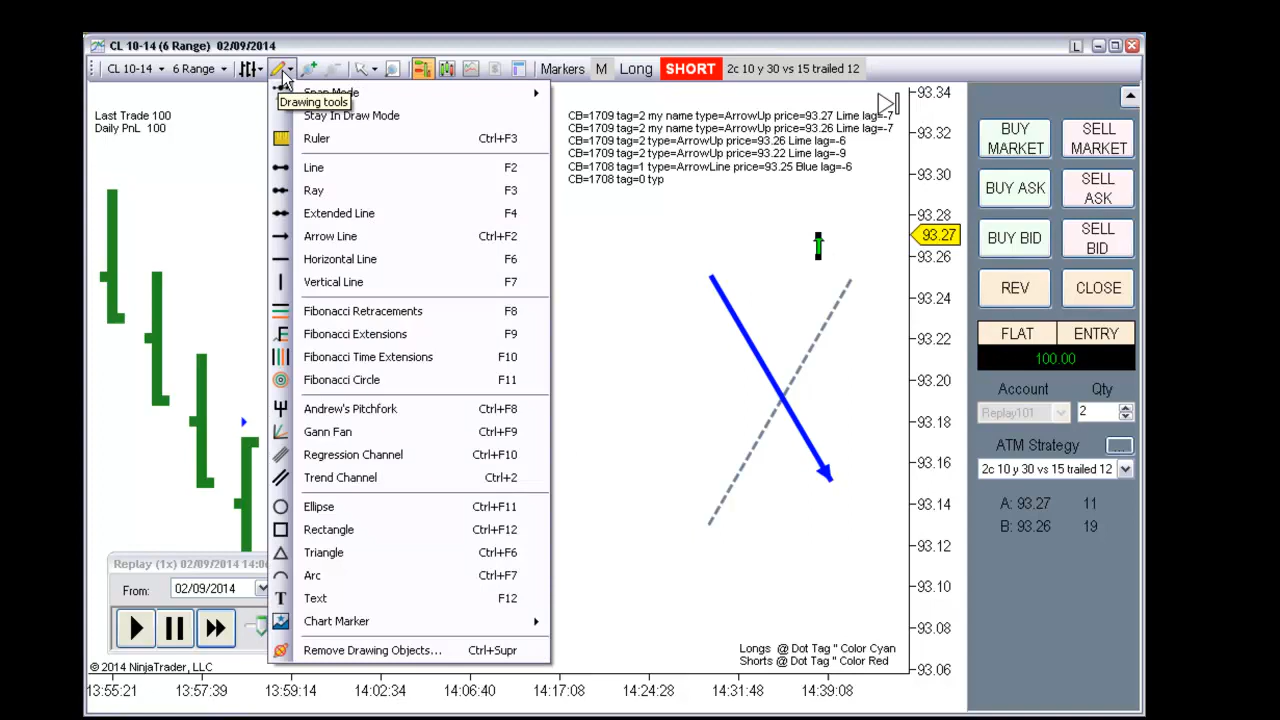 CL 10-14 (6 Range) 02/09/2014
L
CL 10-14 6 Range Markers M Long SHORT 2c 10 y 30 vs 15 trailed 12
Drawing tools
Last Trade 100
Daily PnL 100
Stay In Draw Mode
Ruler Ctrl+F3
Line F2
Ray F3
Extended Line F4
Arrow Line Ctrl+F2
Horizontal Line F6
Vertical Line F7
Fibonacci Retracements F8
Fibonacci Extensions F9
Fibonacci Time Extensions F10
Fibonacci Circle F11
Andrew's Pitchfork Ctrl+F8
Gann Fan Ctrl+F9
Regression Channel Ctrl+F10
Trend Channel Ctrl+2
Ellipse Ctrl+F11
Rectangle Ctrl+F12
Triangle Ctrl+F6
Arc Ctrl+F7
Text F12
Chart Marker
Remove Drawing Objects... Ctrl+Supr
CB=1709 tag=2 my name type=ArrowUp price=93.27 Lime lag=-7
CB=1709 tag=2 my name type=ArrowUp price=93.26 Lime lag=-7
CB=1709 tag=2 type=ArrowUp price=93.26 Lime lag=-6
CB=1709 tag=2 type=ArrowUp price=93.22 Lime lag=-9
CB=1708 tag=1 type=ArrowLine price=93.25 Blue lag=-6
CB=1708 tag=0 typ
93.34
93.32
93.30
93.28
93.27
93.26
93.24
93.22
93.20
93.18
93.16
93.14
93.12
93.10
93.08
93.06
BUY MARKET
SELL MARKET
BUY ASK
SELL ASK
BUY BID
SELL BID
REV
CLOSE
FLAT
ENTRY
100.00
Account Qty
Replay101 2
ATM Strategy ...
2c 10 y 30 vs 15 trailed 12
A: 93.27 11
B: 93.26 19
Replay (1x) 02/09/2014
From: 02/09/2014
Longs @ Dot Tag " Color Cyan
Shorts @ Dot Tag " Color Red
© 2014 NinjaTrader, LLC
13:55:21 13:57:39 13:59:14 14:02:34 14:06:40 14:17:08 14:24:28 14:31:48 14:39:08